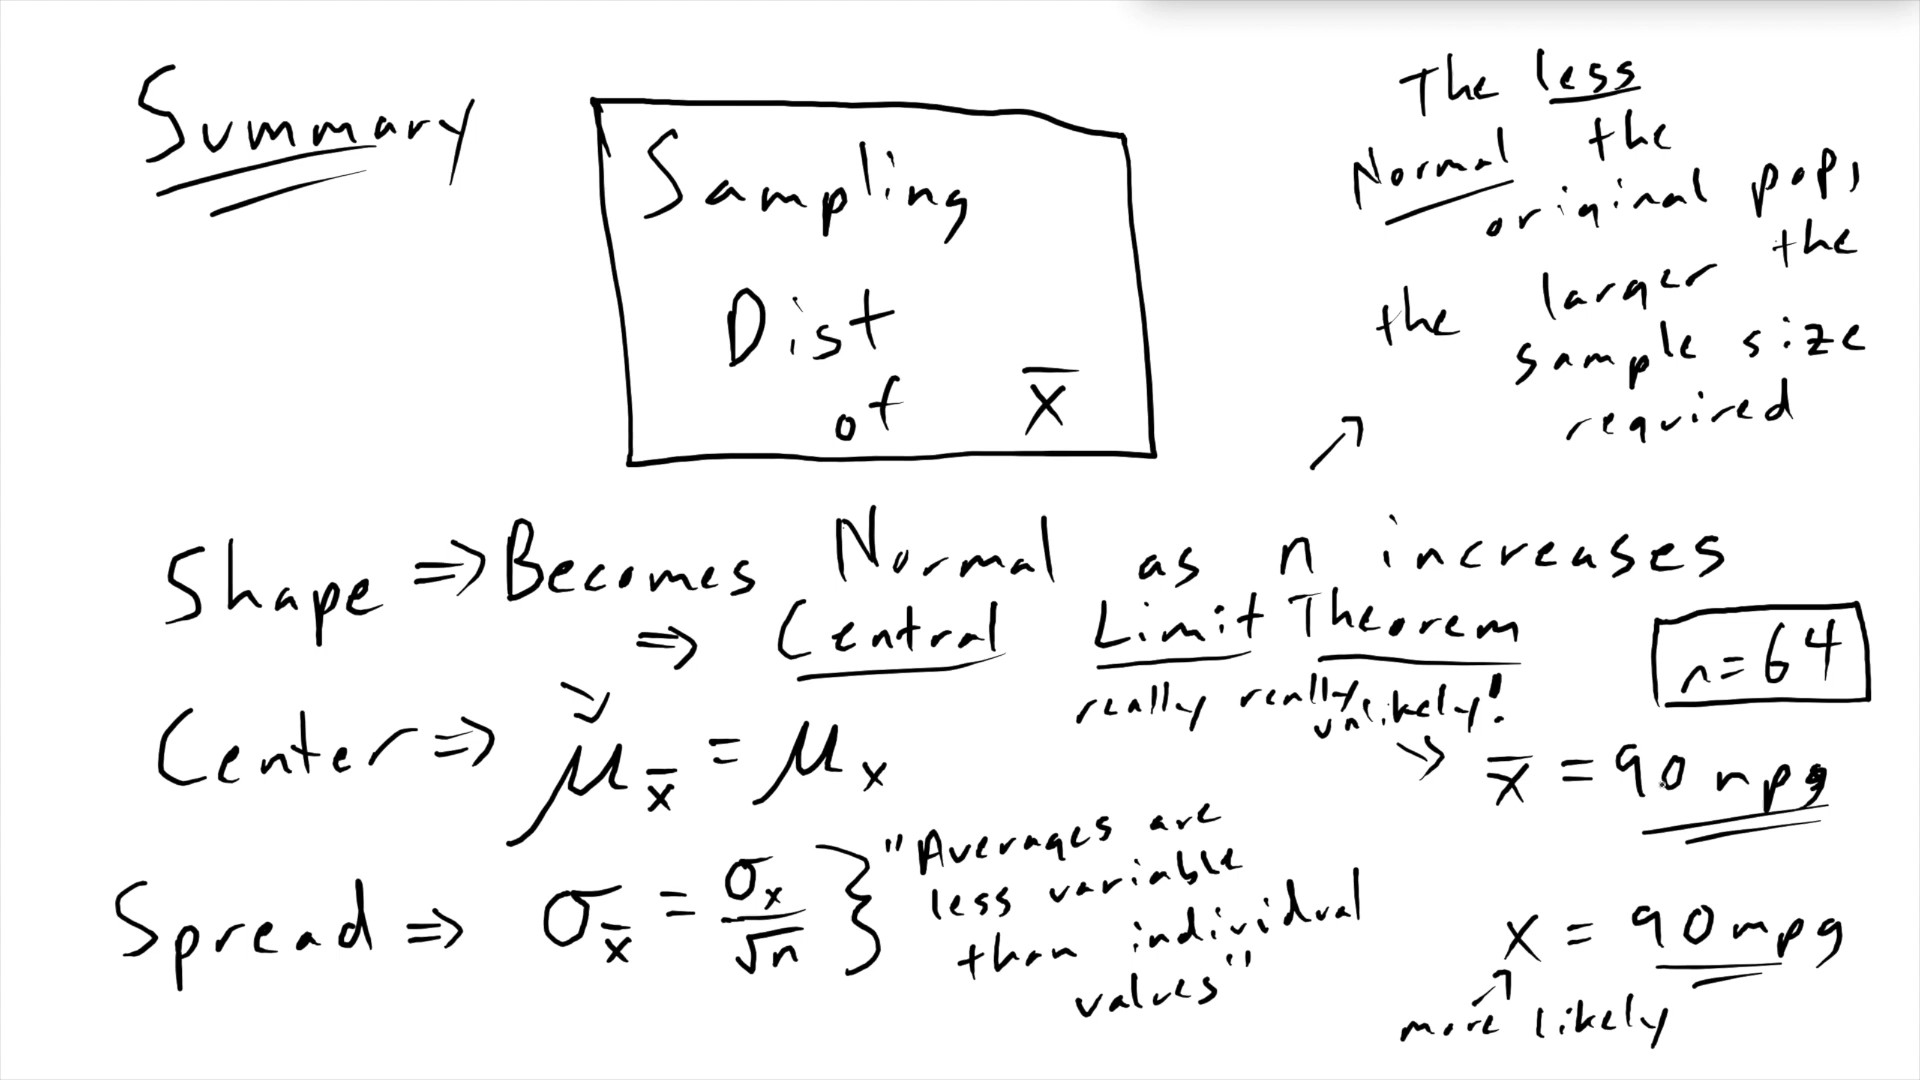 Summary
Sampling
Dist
of x̄
The less
Normal the
original pop,
the larger the
sample size
required
↗
Shape ⇒ Becomes Normal as n increases
⇒ Central Limit Theorem
n=64
Center ⇒ μx̄ = μx
really really
unlikely!
x̄ = 90 mpg
Spread ⇒ σx̄ = σx/√n } "Averages are
less variable
than individual
values"
x = 90mpg
more likely